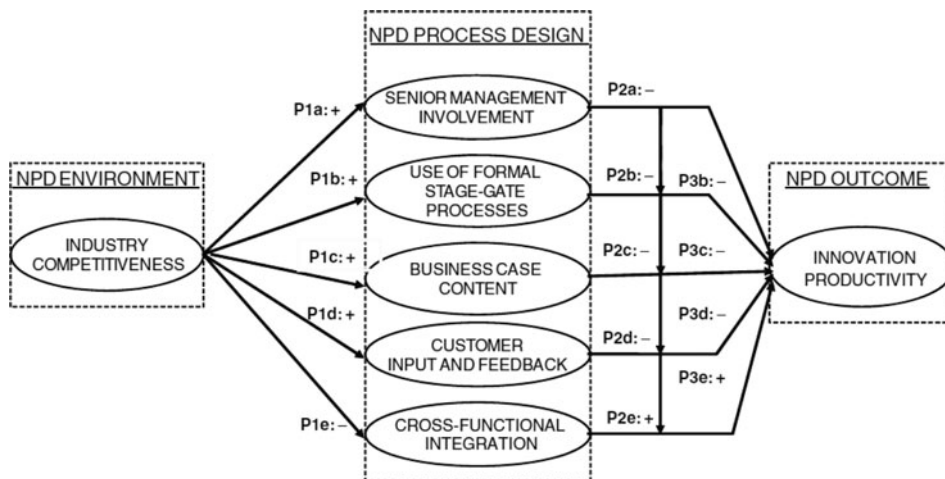 NPD PROCESS DESIGN
P1a: +
SENIOR MANAGEMENT
INVOLVEMENT
P2a: –
NPD ENVIRONMENT
INDUSTRY
COMPETITIVENESS
P1b: +
USE OF FORMAL
STAGE-GATE
PROCESSES
P2b: –
P3b: –
NPD OUTCOME
INNOVATION
PRODUCTIVITY
P1c: +
BUSINESS CASE
CONTENT
P2c: –
P3c: –
P1d: +
CUSTOMER
INPUT AND FEEDBACK
P2d: –
P3d: –
P1e: –
CROSS-FUNCTIONAL
INTEGRATION
P2e: +
P3e: +